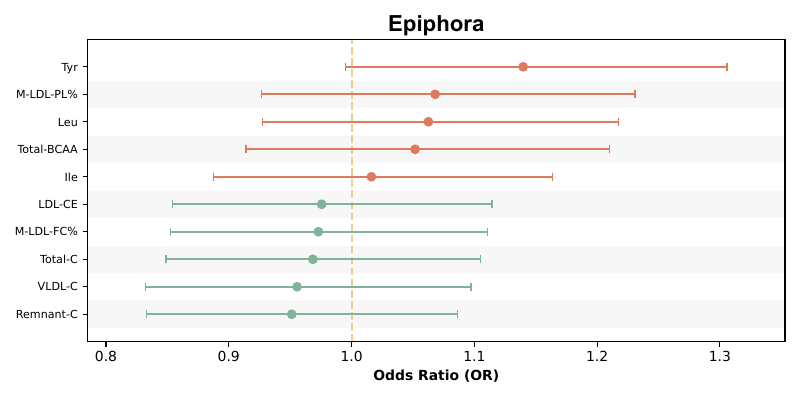 Epiphora
Tyr
M-LDL-PL%
Leu
Total-BCAA
Ile
LDL-CE
M-LDL-FC%
Total-C
VLDL-C
Remnant-C
0.8 0.9 1.0 1.1 1.2 1.3
Odds Ratio (OR)